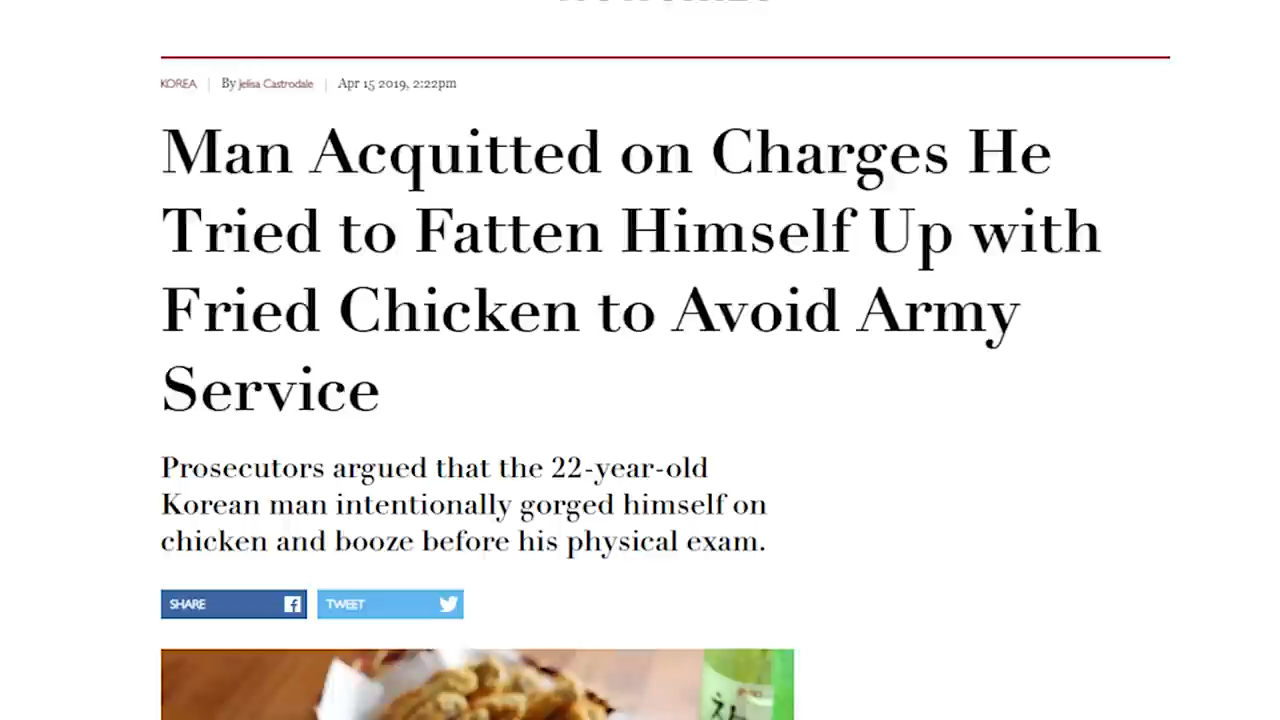 KOREA | By Jelisa Castrodale | Apr 15 2019, 2:22pm
Man Acquitted on Charges He
Tried to Fatten Himself Up with
Fried Chicken to Avoid Army
Service
Prosecutors argued that the 22-year-old
Korean man intentionally gorged himself on
chicken and booze before his physical exam.
SHARE
TWEET